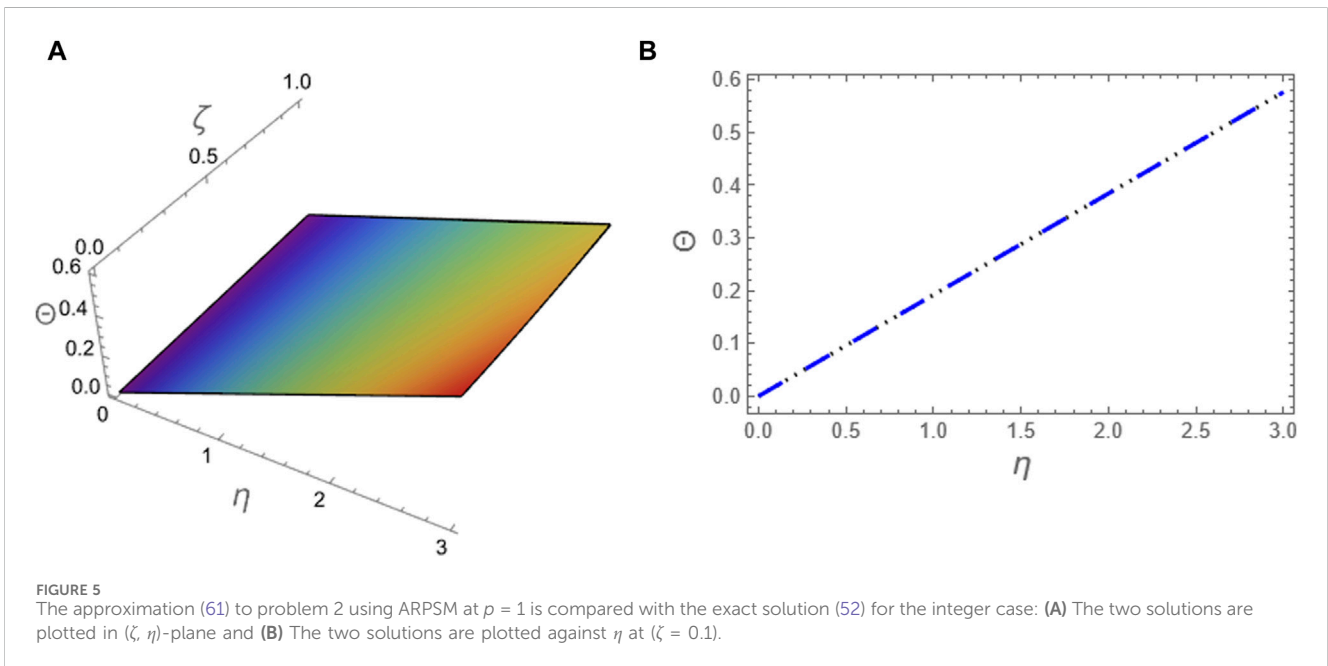 A
B
1.0
ζ
0.5
0.0
0.6
Θ 0.4
0.2
0.0
0
1
η
2
3
0.6
0.5
0.4
Θ
0.3
0.2
0.1
0.0
0.0 0.5 1.0 1.5 2.0 2.5 3.0
η
FIGURE 5
The approximation (61) to problem 2 using ARPSM at p = 1 is compared with the exact solution (52) for the integer case: (A) The two solutions are
plotted in (ζ, η)-plane and (B) The two solutions are plotted against η at (ζ = 0.1).